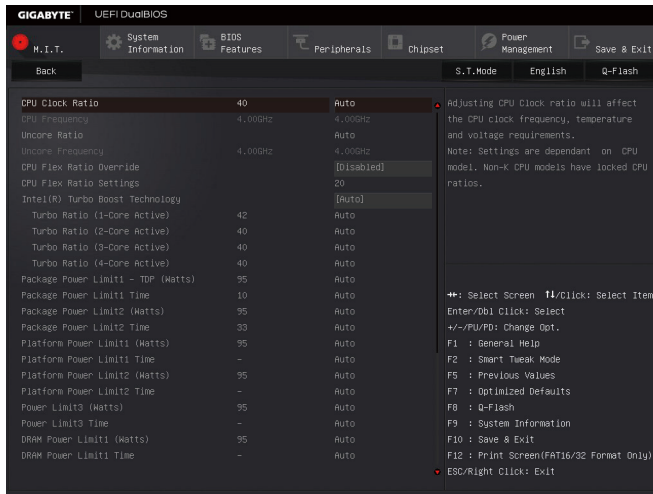 GIGABYTE™ UEFI DualBIOS
M.I.T.
System Information
BIOS Features
Peripherals
Chipset
Power Management
Save & Exit
Back
S.T.Mode English Q-Flash
CPU Clock Ratio 40 Auto
CPU Frequency 4.00GHz 4.00GHz
Uncore Ratio Auto
Uncore Frequency 4.00GHz 4.00GHz
CPU Flex Ratio Override [Disabled]
CPU Flex Ratio Settings 20
Intel(R) Turbo Boost Technology [Auto]
Turbo Ratio (1-Core Active) 42 Auto
Turbo Ratio (2-Core Active) 40 Auto
Turbo Ratio (3-Core Active) 40 Auto
Turbo Ratio (4-Core Active) 40 Auto
Package Power Limit1 - TDP (Watts) 95 Auto
Package Power Limit1 Time 10 Auto
Package Power Limit2 (Watts) 95 Auto
Package Power Limit2 Time 33 Auto
Platform Power Limit1 (Watts) 95 Auto
Platform Power Limit1 Time - Auto
Platform Power Limit2 (Watts) 95 Auto
Platform Power Limit2 Time - Auto
Power Limit3 (Watts) 95 Auto
Power Limit3 Time - Auto
DRAM Power Limit1 (Watts) 95 Auto
DRAM Power Limit1 Time - Auto
Adjusting CPU Clock ratio will affect
the CPU clock frequency, temperature
and voltage requirements.
Note: Settings are dependant on CPU
model. Non-K CPU models have locked CPU
ratios.
→←: Select Screen ↑↓/Click: Select Item
Enter/Dbl Click: Select
+/-/PU/PD: Change Opt.
F1 : General Help
F2 : Smart Tweak Mode
F5 : Previous Values
F7 : Optimized Defaults
F8 : Q-Flash
F9 : System Information
F10 : Save & Exit
F12 : Print Screen(FAT16/32 Format Only)
ESC/Right Click: Exit